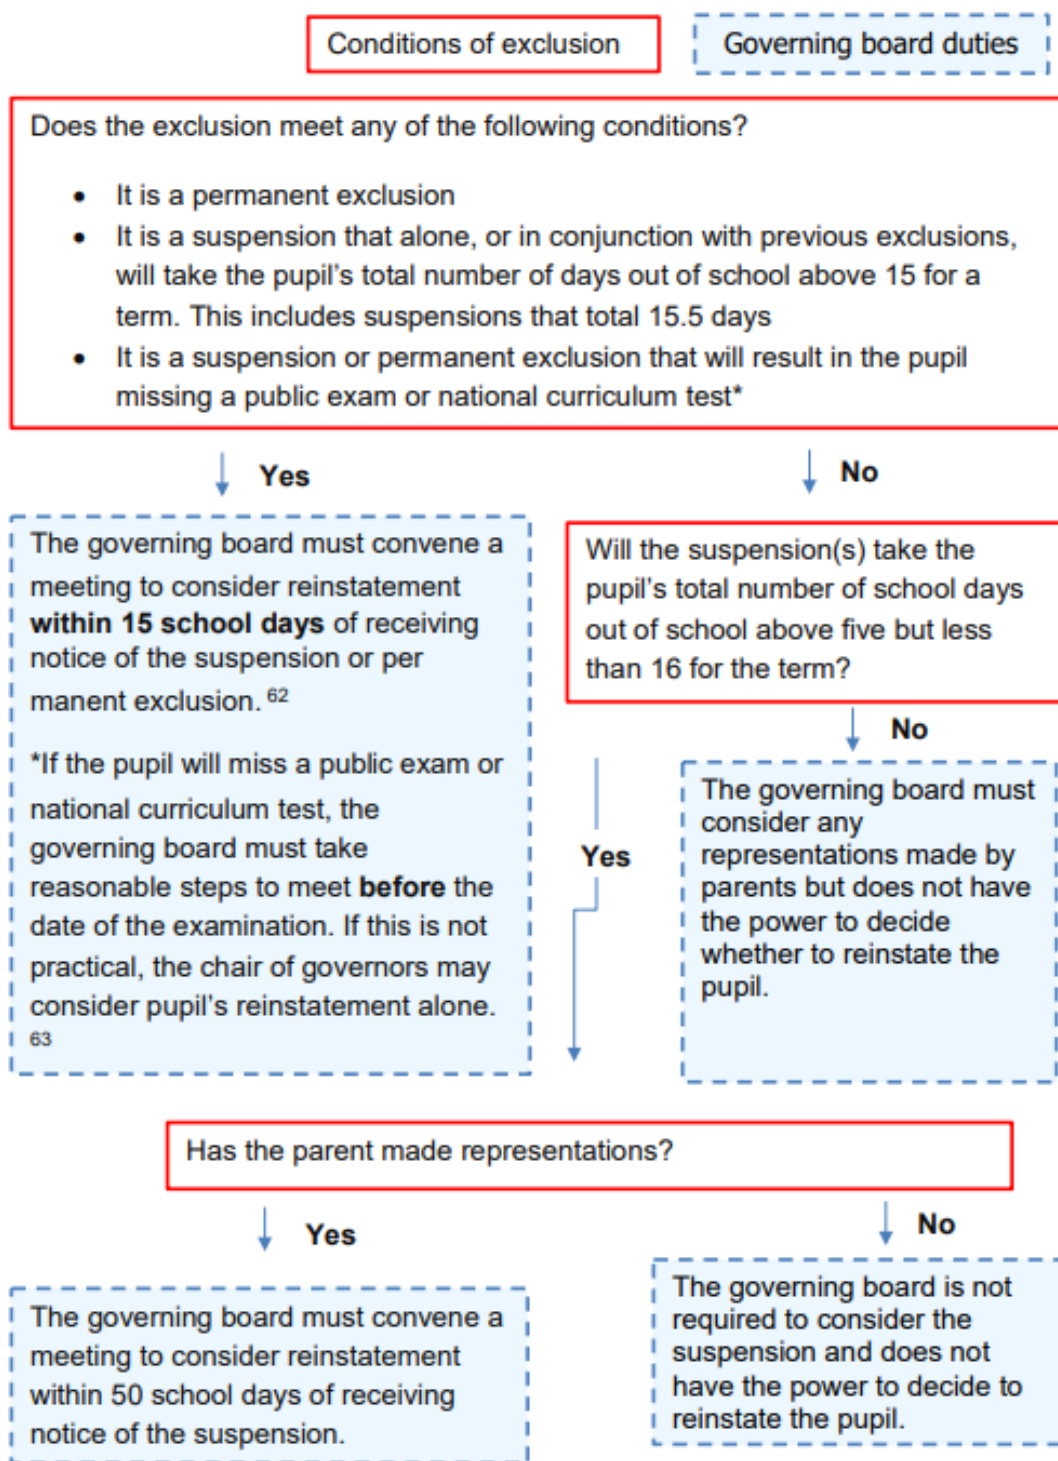 Conditions of exclusion
Governing board duties
Does the exclusion meet any of the following conditions?
• It is a permanent exclusion
• It is a suspension that alone, or in conjunction with previous exclusions,
will take the pupil's total number of days out of school above 15 for a
term. This includes suspensions that total 15.5 days
• It is a suspension or permanent exclusion that will result in the pupil
missing a public exam or national curriculum test*
Yes
No
The governing board must convene a
meeting to consider reinstatement
within 15 school days of receiving
notice of the suspension or per
manent exclusion. 62
*If the pupil will miss a public exam or
national curriculum test, the
governing board must take
reasonable steps to meet before the
date of the examination. If this is not
practical, the chair of governors may
consider pupil's reinstatement alone.
63
Will the suspension(s) take the
pupil's total number of school days
out of school above five but less
than 16 for the term?
No
Yes
The governing board must
consider any
representations made by
parents but does not have
the power to decide
whether to reinstate the
pupil.
Has the parent made representations?
Yes
No
The governing board must convene a
meeting to consider reinstatement
within 50 school days of receiving
notice of the suspension.
The governing board is not
required to consider the
suspension and does not
have the power to decide to
reinstate the pupil.